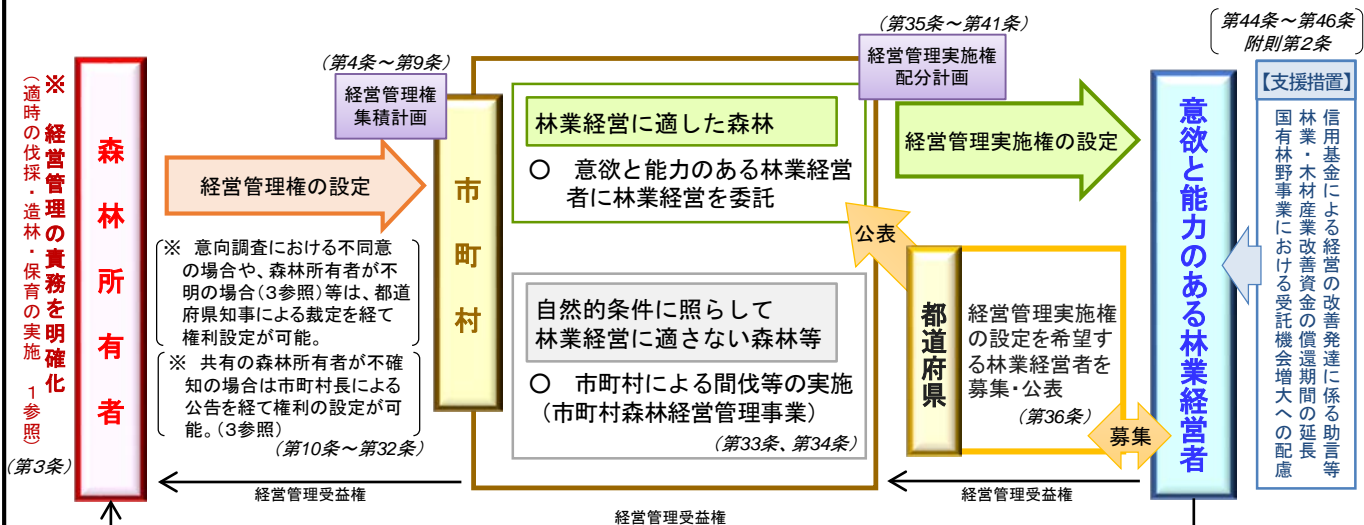 ※ 経営管理の責務を明確化
（適時の伐採・造林・保育の実施 1参照）
(第3条)
森林所有者
(第4条～第9条)
経営管理権
集積計画
経営管理権の設定
※ 意向調査における不同意
の場合や、森林所有者が不
明の場合(3参照)等は、都道
府県知事による裁定を経て
権利設定が可能。
※ 共有の森林所有者が不確
知の場合は市町村長による
公告を経て権利の設定が可
能。(3参照)
(第10条～第32条)
市町村
林業経営に適した森林
○ 意欲と能力のある林業経営
者に林業経営を委託
自然的条件に照らして
林業経営に適さない森林等
○ 市町村による間伐等の実施
（市町村森林経営管理事業）
(第33条、第34条)
(第35条～第41条)
経営管理実施権
配分計画
経営管理実施権の設定
公表
都道府県
経営管理実施権
の設定を希望す
る林業経営者を
募集・公表
(第36条)
募集
意欲と能力のある林業経営者
(第44条～第46条
附則第2条
【支援措置】
信用基金による経営の改善発達に係る助言等
林業・木材産業改善資金の償還期間の延長
国有林野事業における受託機会増大への配慮
経営管理受益権
経営管理受益権
経営管理受益権